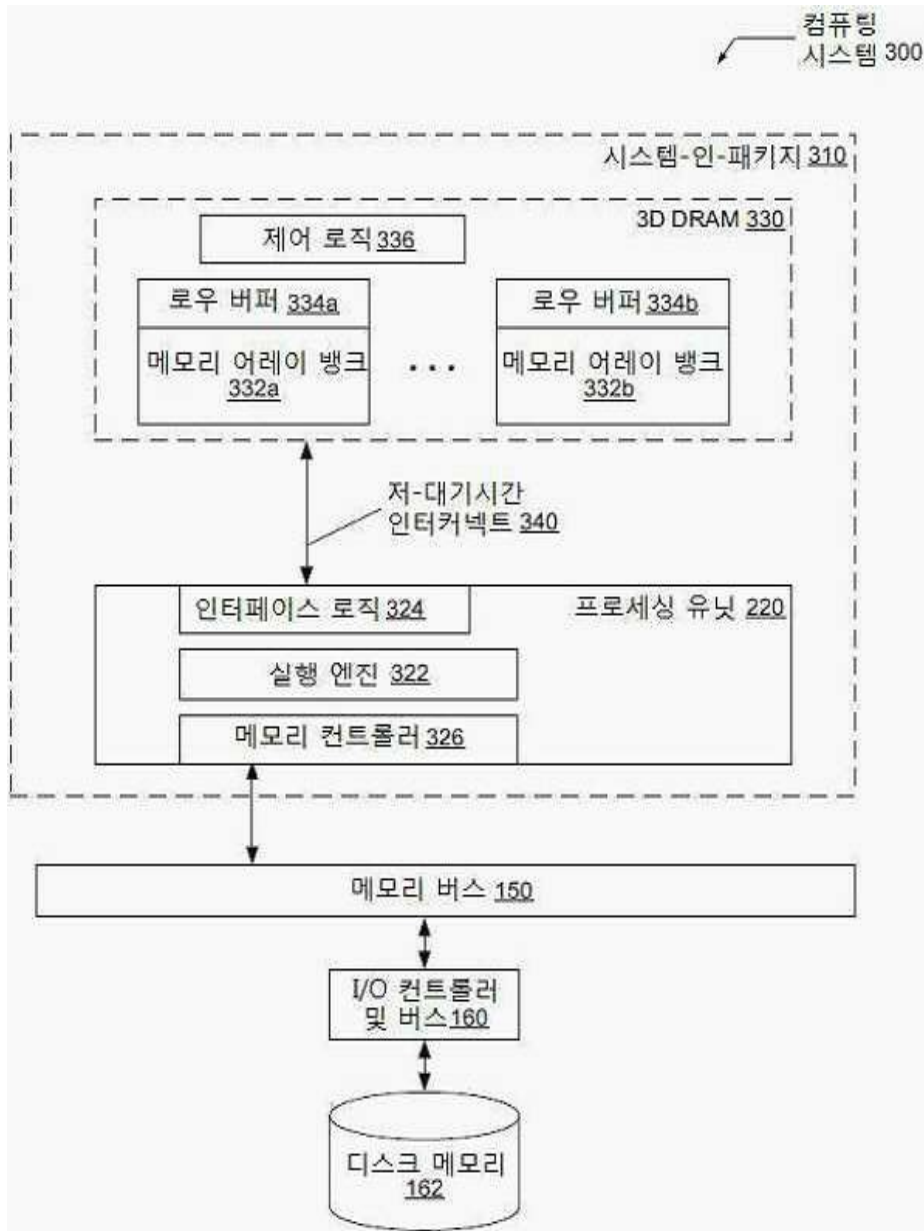 컴퓨팅
시스템 300
시스템-인-패키지 310
3D DRAM 330
제어 로직 336
로우 버퍼 334a
로우 버퍼 334b
메모리 어레이 뱅크
332a
...
메모리 어레이 뱅크
332b
저-대기시간
인터커넥트 340
인터페이스 로직 324
프로세싱 유닛 220
실행 엔진 322
메모리 컨트롤러 326
메모리 버스 150
I/O 컨트롤러
및 버스 160
디스크 메모리
162